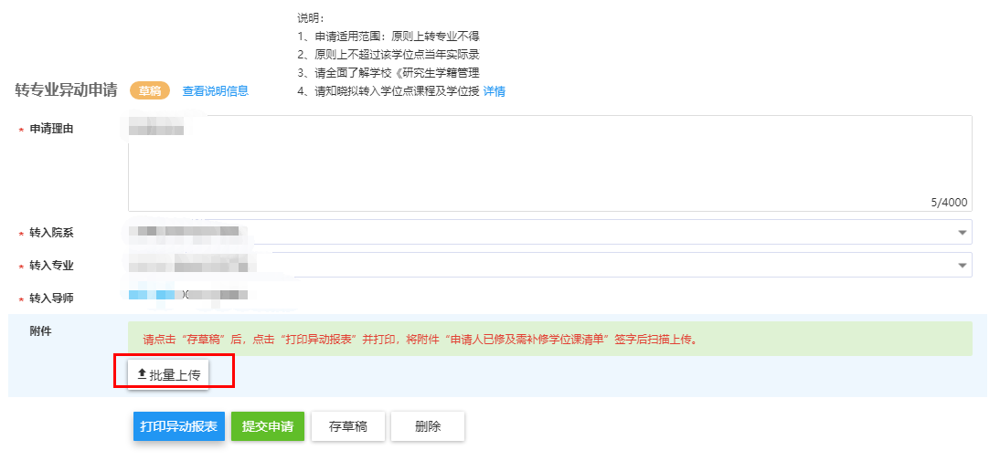 说明：
1、申请适用范围：原则上转专业不得
2、原则上不超过该学位点当年实际录
3、请全面了解学校《研究生学籍管理
4、请知晓拟转入学位点课程及学位授 详情
转专业异动申请 草稿 查看说明信息
* 申请理由
5/4000
* 转入院系
* 转入专业
* 转入导师
附件
请点击“存草稿”后，点击“打印异动报表”并打印，将附件“申请人已修及需补修学位课清单”签字后扫描上传。
批量上传
打印异动报表 提交申请 存草稿 删除